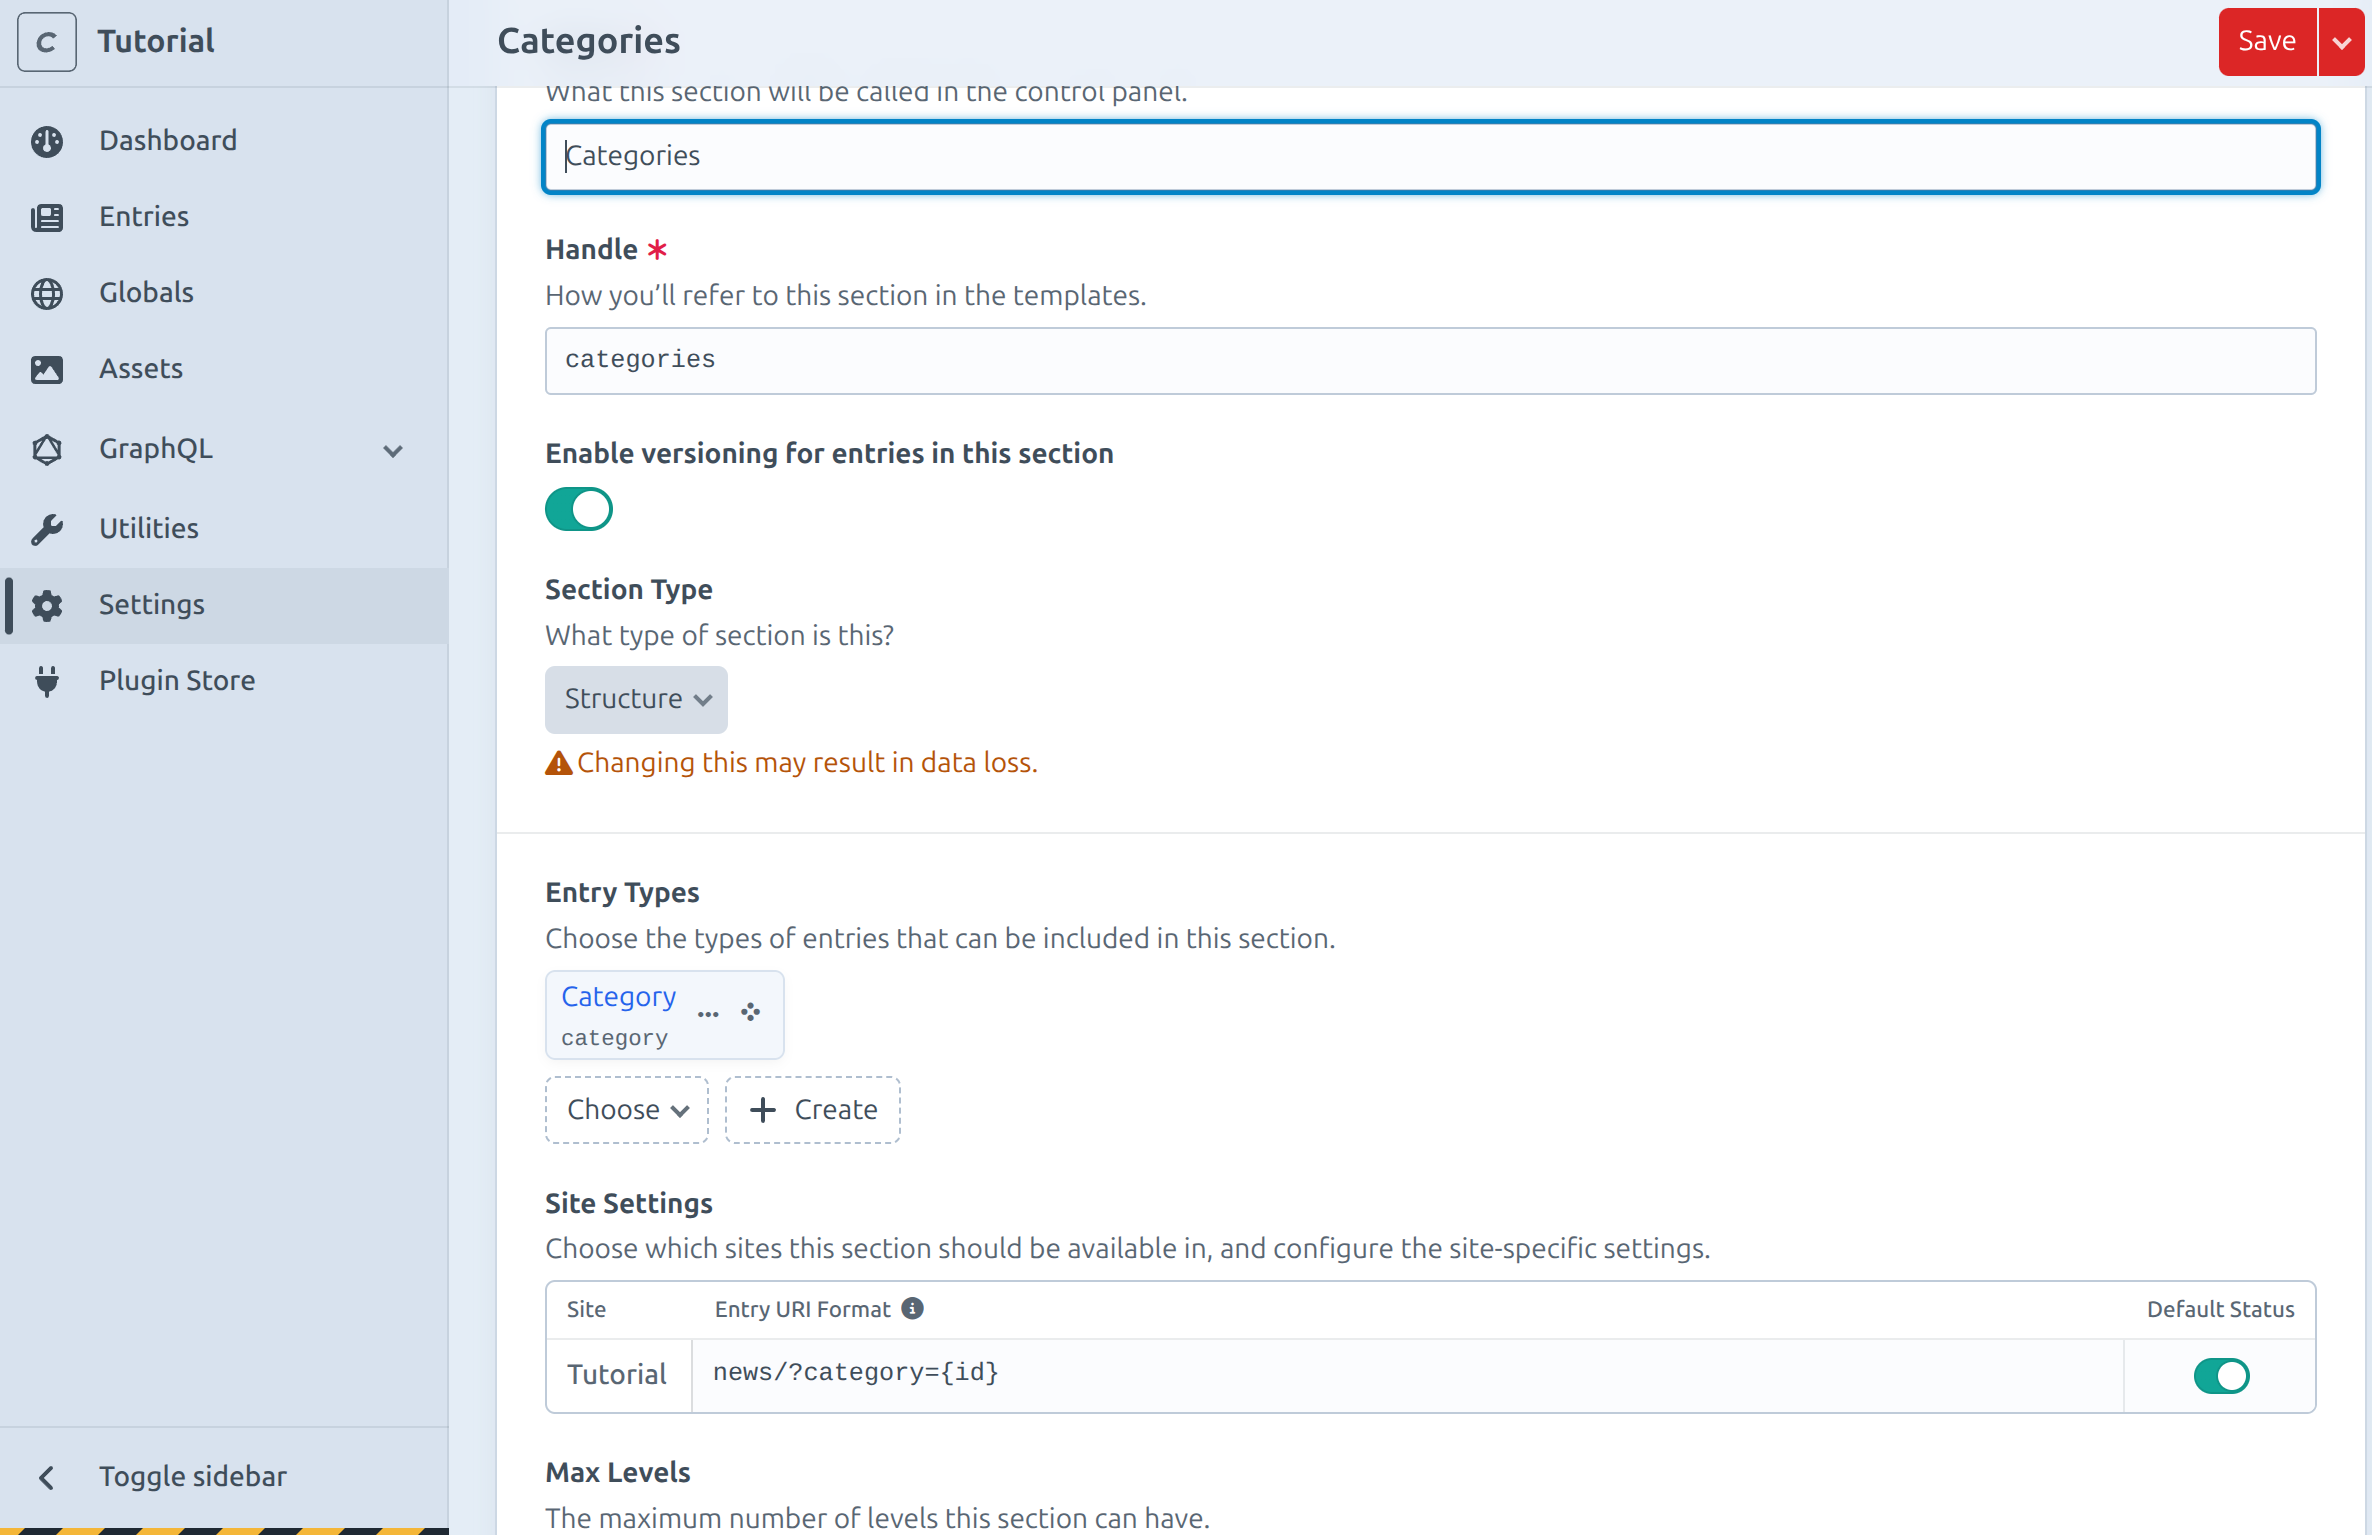 C
Tutorial
Categories
Save
Dashboard
Entries
Globals
Assets
GraphQL
Utilities
Settings
Plugin Store
Toggle sidebar
What this section will be called in the control panel.
Categories
Handle *
How you’ll refer to this section in the templates.
categories
Enable versioning for entries in this section
Section Type
What type of section is this?
Structure
Changing this may result in data loss.
Entry Types
Choose the types of entries that can be included in this section.
Category
category
Choose
Create
Site Settings
Choose which sites this section should be available in, and configure the site-specific settings.
Site Entry URI Format Default Status
Tutorial news/?category={id}
Max Levels
The maximum number of levels this section can have.